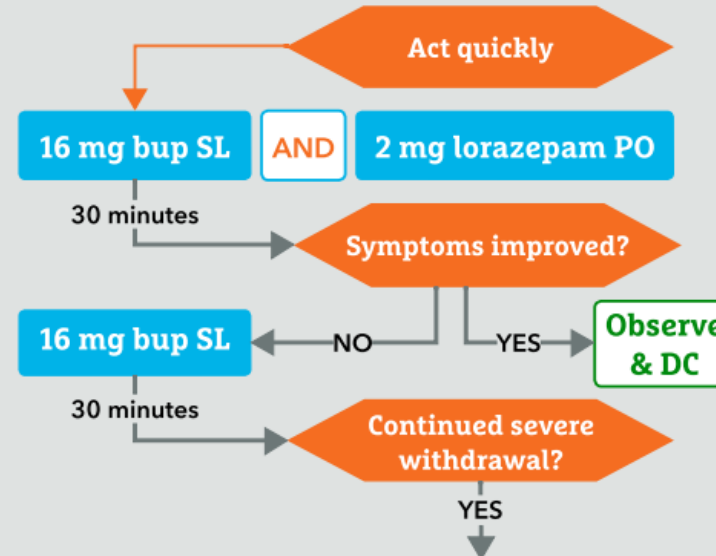 Act quickly
16 mg bup SL
AND
2 mg lorazepam PO
30 minutes
Symptoms improved?
16 mg bup SL
NO
YES
Observe
& DC
30 minutes
Continued severe
withdrawal?
YES